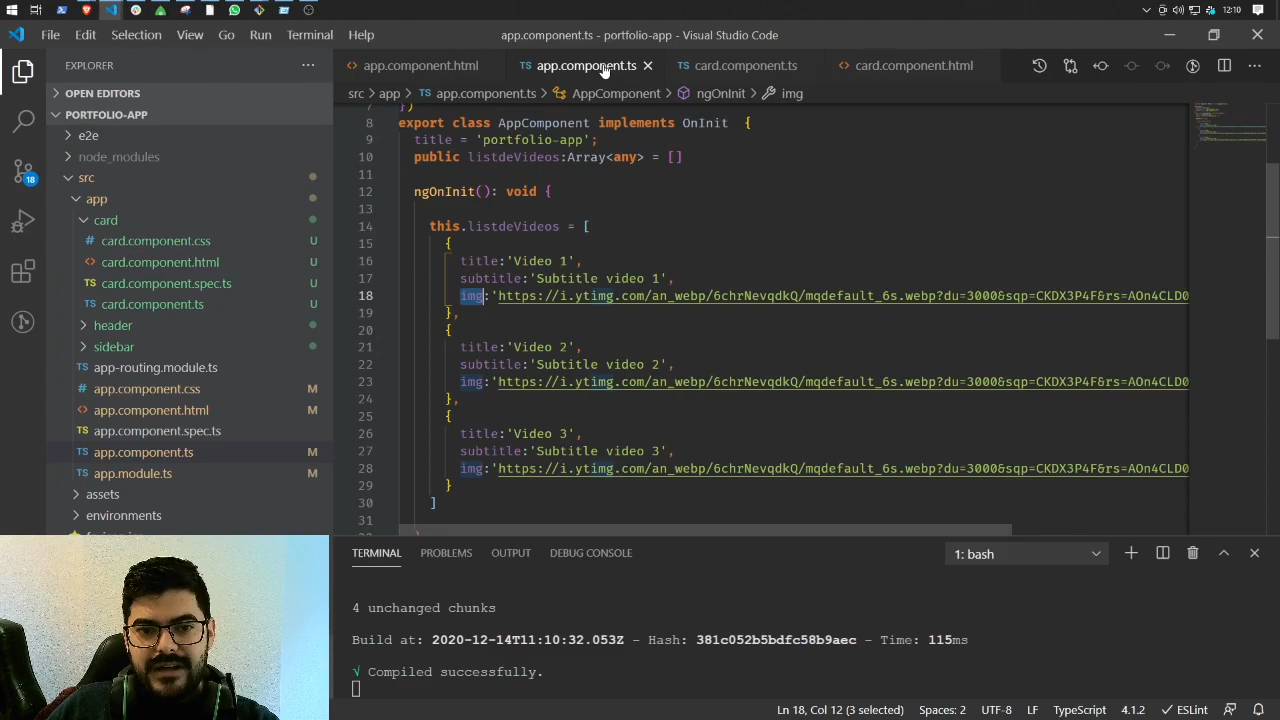 12:10
File Edit Selection View Go Run Terminal Help
app.component.ts - portfolio-app - Visual Studio Code
EXPLORER
OPEN EDITORS
PORTFOLIO-APP
e2e
node_modules
src
app
card
# card.component.css U
<> card.component.html U
TS card.component.spec.ts U
TS card.component.ts U
header
sidebar
TS app-routing.module.ts
# app.component.css M
<> app.component.html M
TS app.component.spec.ts
TS app.component.ts M
TS app.module.ts M
assets
environments
18
<> app.component.html
TS app.component.ts
TS card.component.ts
<> card.component.html
src > app > TS app.component.ts > AppComponent > ngOnInit > img
7 })
8 export class AppComponent implements OnInit {
9 title = 'portfolio-app';
10 public listdeVideos:Array<any> = []
11
12 ngOnInit(): void {
13
14 this.listdeVideos = [
15 {
16 title:'Video 1',
17 subtitle:'Subtitle video 1',
18 img:'https://i.ytimg.com/an_webp/6chrNevqdkQ/mqdefault_6s.webp?du=3000&sqp=CKDX3P4F&rs=AOn4CLD0
19 },
20 {
21 title:'Video 2',
22 subtitle:'Subtitle video 2',
23 img:'https://i.ytimg.com/an_webp/6chrNevqdkQ/mqdefault_6s.webp?du=3000&sqp=CKDX3P4F&rs=AOn4CLD0
24 },
25 {
26 title:'Video 3',
27 subtitle:'Subtitle video 3',
28 img:'https://i.ytimg.com/an_webp/6chrNevqdkQ/mqdefault_6s.webp?du=3000&sqp=CKDX3P4F&rs=AOn4CLD0
29 }
30 ]
31
TERMINAL PROBLEMS OUTPUT DEBUG CONSOLE
1: bash
4 unchanged chunks
Build at: 2020-12-14T11:10:32.053Z - Hash: 381c052b5bdfc58b9aec - Time: 115ms
√ Compiled successfully.
Ln 18, Col 12 (3 selected) Spaces: 2 UTF-8 LF TypeScript 4.1.2 ESLint